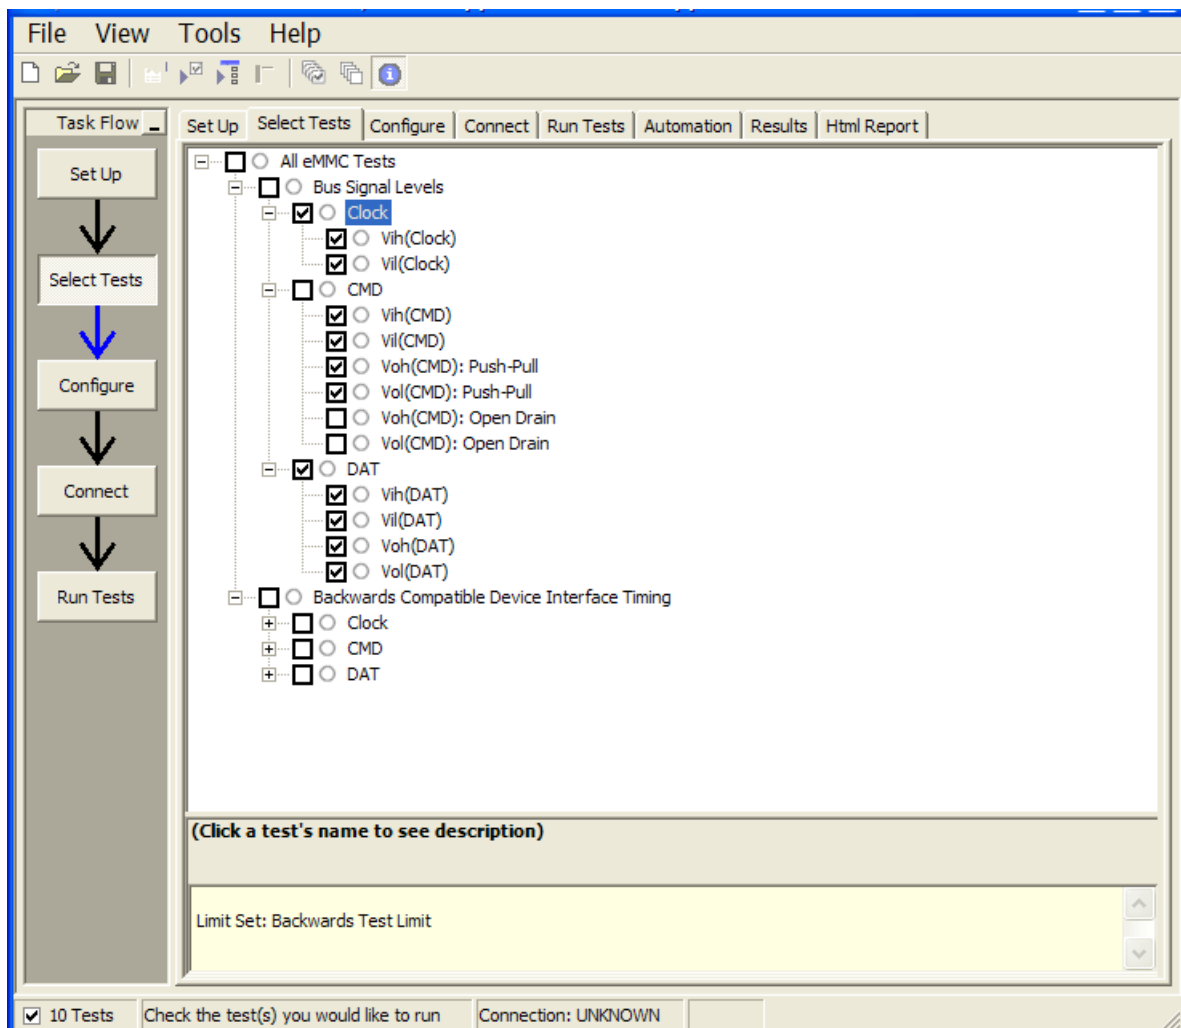 File View Tools Help
Task Flow
Set Up Select Tests Configure Connect Run Tests Automation Results Html Report
Set Up
Select Tests
Configure
Connect
Run Tests
All eMMC Tests
Bus Signal Levels
Clock
Vih(Clock)
Vil(Clock)
CMD
Vih(CMD)
Vil(CMD)
Voh(CMD): Push-Pull
Vol(CMD): Push-Pull
Voh(CMD): Open Drain
Vol(CMD): Open Drain
DAT
Vih(DAT)
Vil(DAT)
Voh(DAT)
Vol(DAT)
Backwards Compatible Device Interface Timing
Clock
CMD
DAT
(Click a test's name to see description)
Limit Set: Backwards Test Limit
10 Tests Check the test(s) you would like to run Connection: UNKNOWN